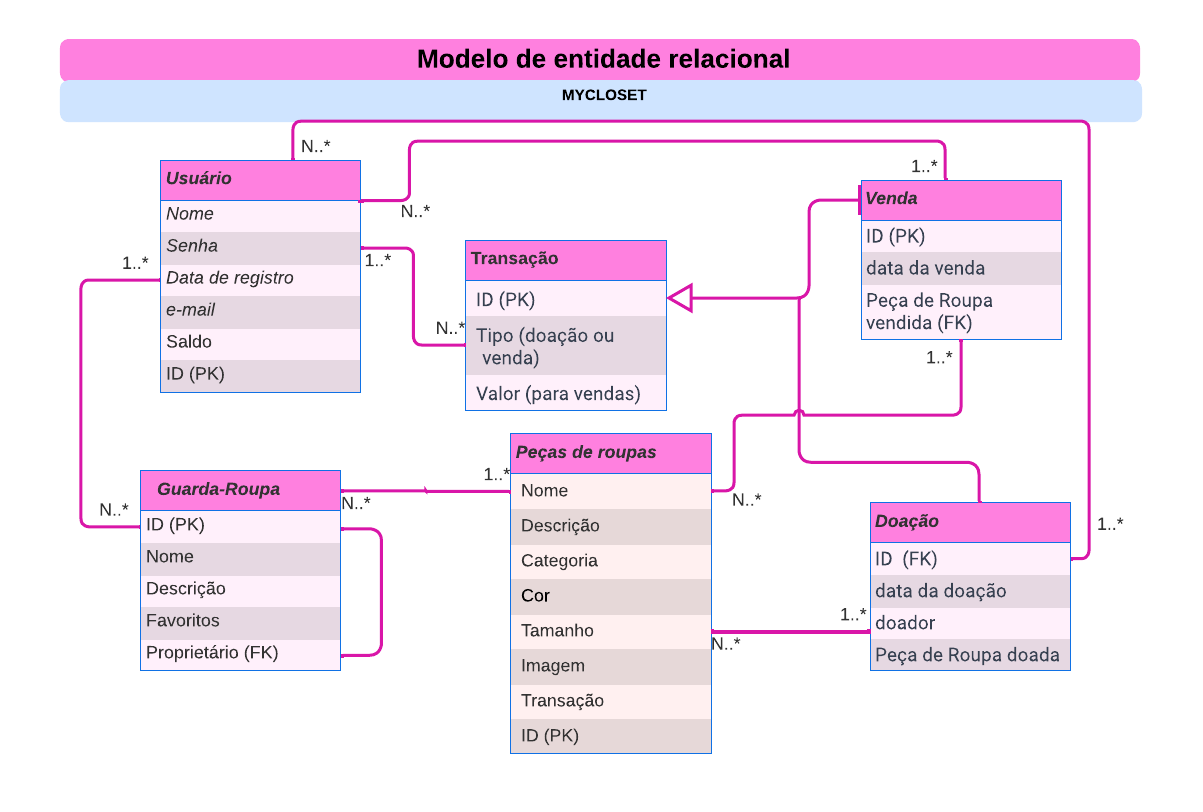 Modelo de entidade relacional
MYCLOSET
N..*
1..*
Usuário
Nome
Senha
Data de registro
e-mail
Saldo
ID (PK)
N..*
1..*
1..*
N..*
Transação
ID (PK)
Tipo (doação ou
venda)
Valor (para vendas)
Venda
ID (PK)
data da venda
Peça de Roupa
vendida (FK)
1..*
N..*
Guarda-Roupa
ID (PK)
Nome
Descrição
Favoritos
Proprietário (FK)
N..*
1..*
Peças de roupas
Nome
Descrição
Categoria
Cor
Tamanho
Imagem
Transação
ID (PK)
N..*
N..*
1..*
1..*
Doação
ID (FK)
data da doação
doador
Peça de Roupa doada